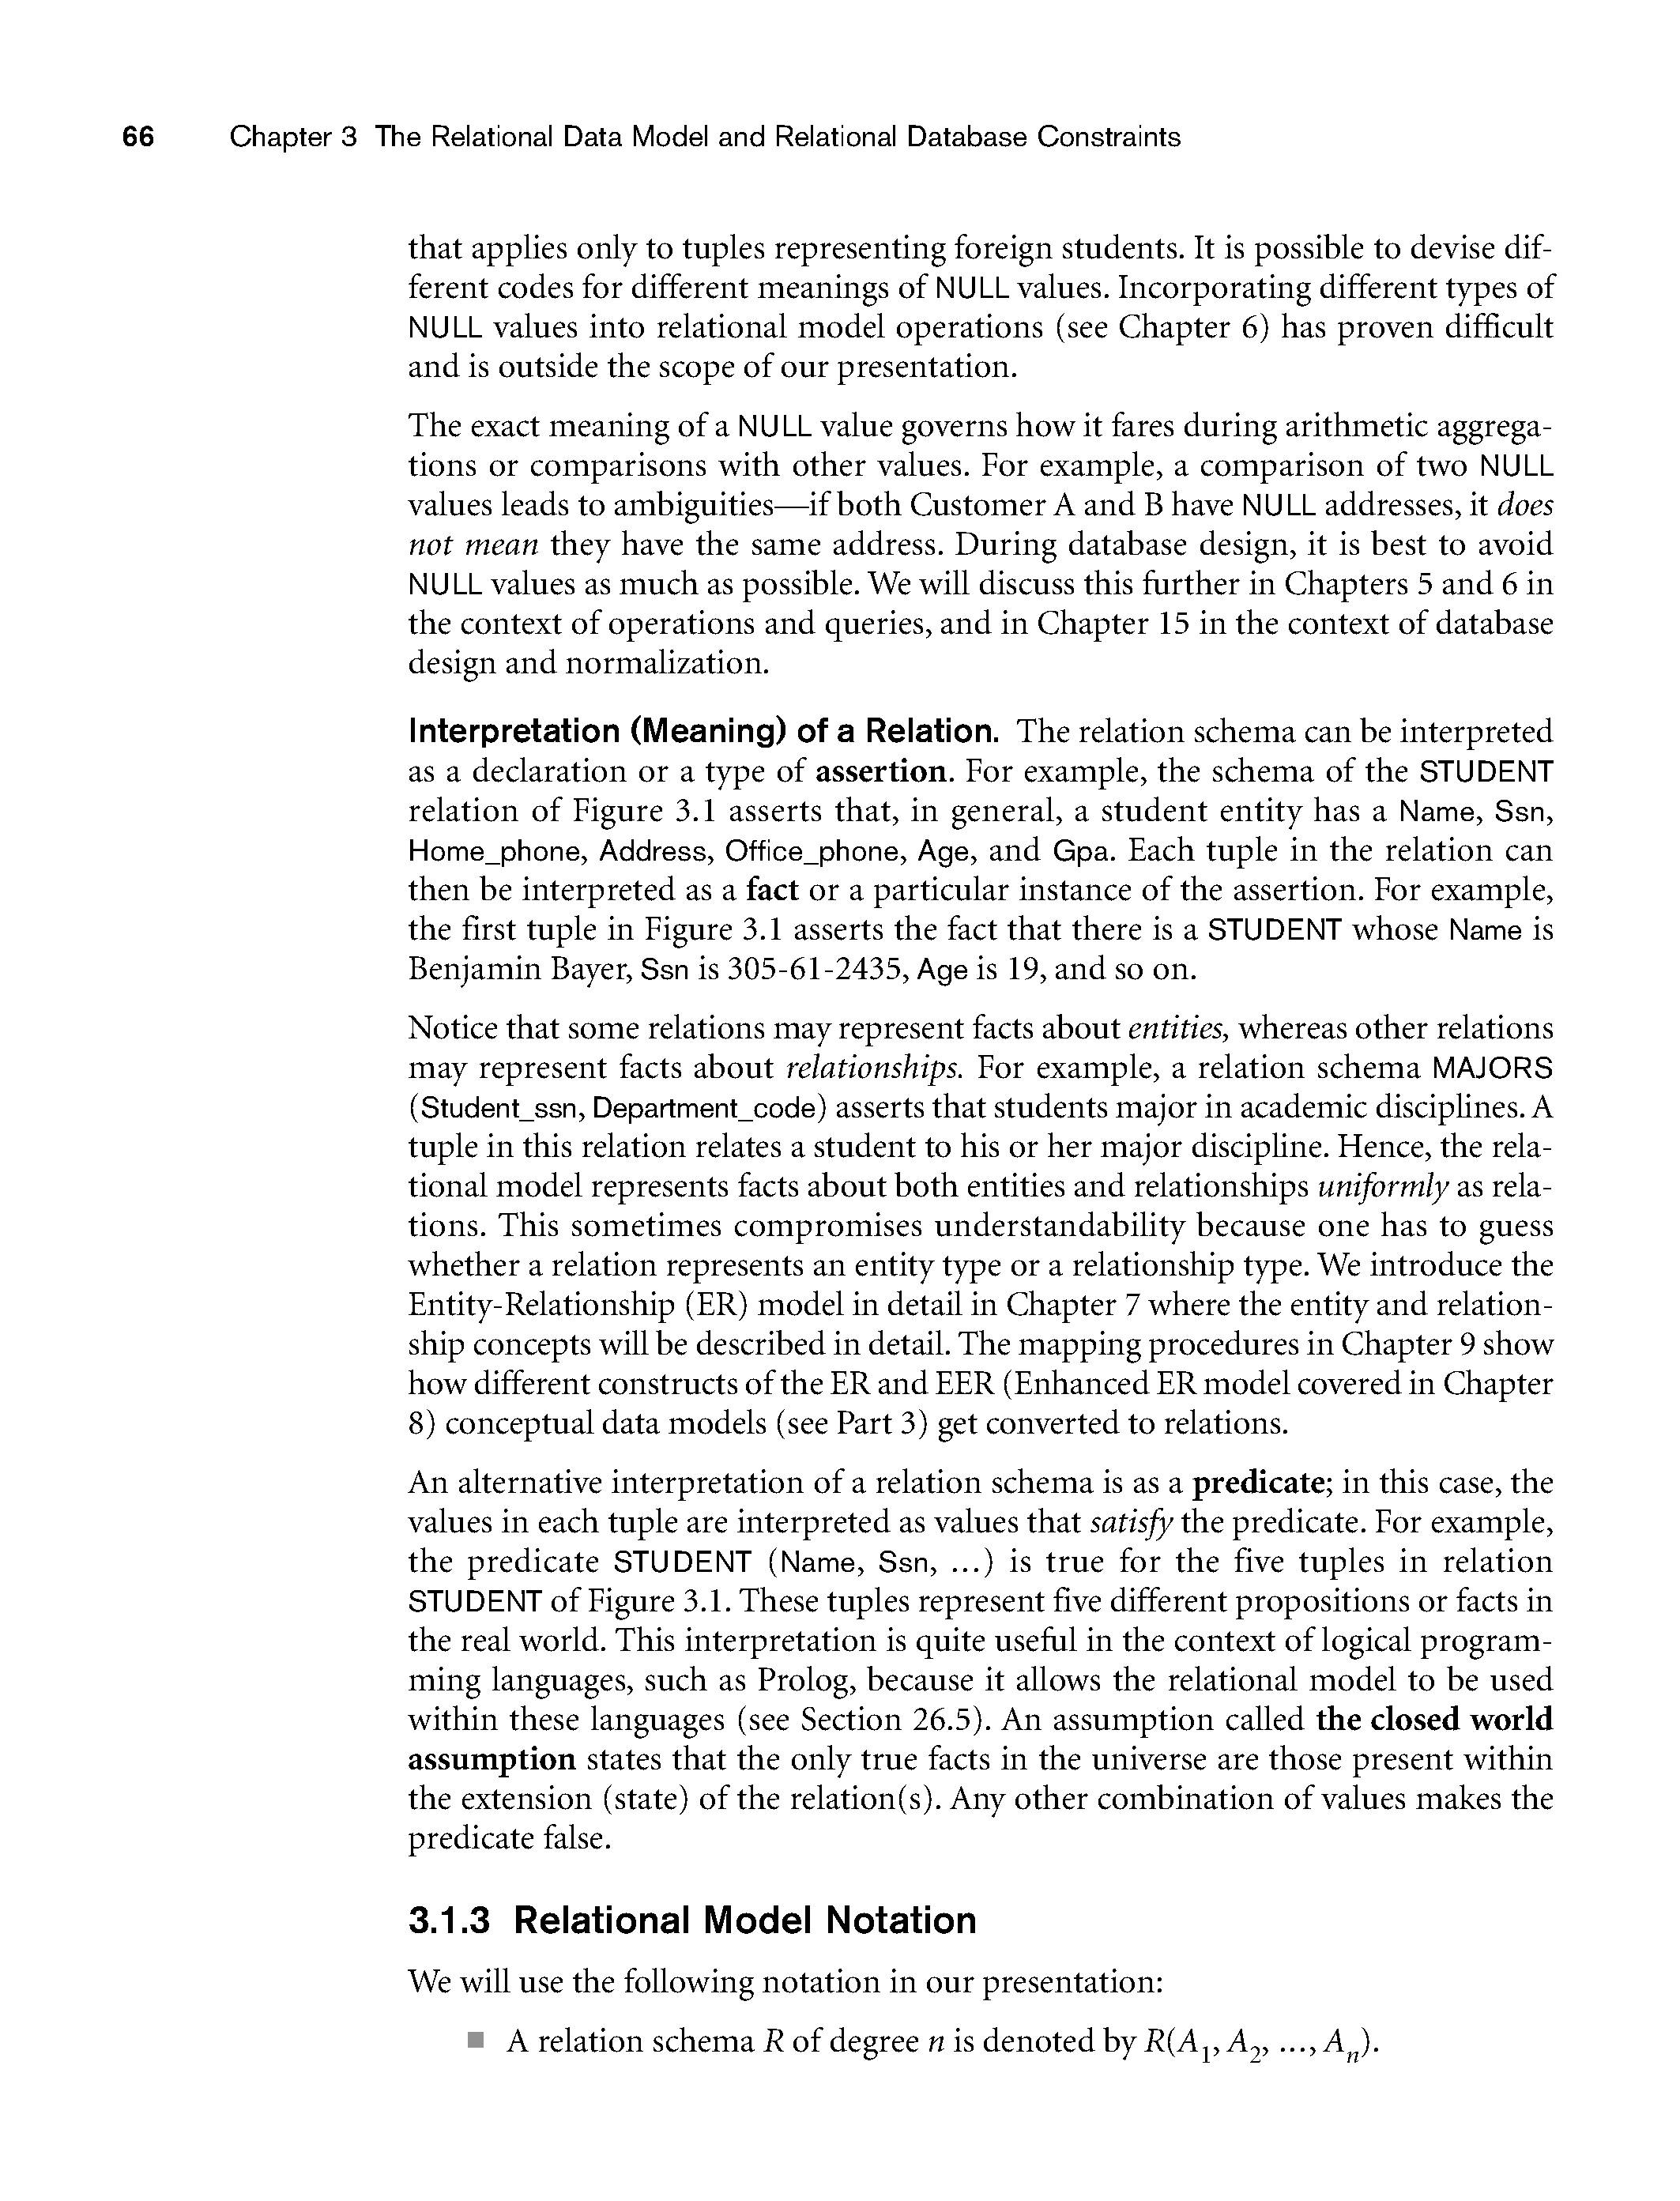 66 Chapter 3 The Relational Data Model and Relational Database Constraints
that applies only to tuples representing foreign students. It is possible to devise dif-
ferent codes for different meanings of NULL values. Incorporating different types of
NULL values into relational model operations (see Chapter 6) has proven difficult
and is outside the scope of our presentation.
The exact meaning of a NULL value governs how it fares during arithmetic aggrega-
tions or comparisons with other values. For example, a comparison of two NULL
values leads to ambiguities—if both Customer A and B have NULL addresses, it does
not mean they have the same address. During database design, it is best to avoid
NULL values as much as possible. We will discuss this further in Chapters 5 and 6 in
the context of operations and queries, and in Chapter 15 in the context of database
design and normalization.
Interpretation (Meaning) of a Relation. The relation schema can be interpreted
as a declaration or a type of assertion. For example, the schema of the STUDENT
relation of Figure 3.1 asserts that, in general, a student entity has a Name, Ssn,
Home_phone, Address, Office_phone, Age, and Gpa. Each tuple in the relation can
then be interpreted as a fact or a particular instance of the assertion. For example,
the first tuple in Figure 3.1 asserts the fact that there is a STUDENT whose Name is
Benjamin Bayer, Ssn is 305-61-2435, Age is 19, and so on.
Notice that some relations may represent facts about entities, whereas other relations
may represent facts about relationships. For example, a relation schema MAJORS
(Student_ssn, Department_code) asserts that students major in academic disciplines. A
tuple in this relation relates a student to his or her major discipline. Hence, the rela-
tional model represents facts about both entities and relationships uniformly as rela-
tions. This sometimes compromises understandability because one has to guess
whether a relation represents an entity type or a relationship type. We introduce the
Entity-Relationship (ER) model in detail in Chapter 7 where the entity and relation-
ship concepts will be described in detail. The mapping procedures in Chapter 9 show
how different constructs of the ER and EER (Enhanced ER model covered in Chapter
8) conceptual data models (see Part 3) get converted to relations.
An alternative interpretation of a relation schema is as a predicate; in this case, the
values in each tuple are interpreted as values that satisfy the predicate. For example,
the predicate STUDENT (Name, Ssn, ...) is true for the five tuples in relation
STUDENT of Figure 3.1. These tuples represent five different propositions or facts in
the real world. This interpretation is quite useful in the context of logical program-
ming languages, such as Prolog, because it allows the relational model to be used
within these languages (see Section 26.5). An assumption called the closed world
assumption states that the only true facts in the universe are those present within
the extension (state) of the relation(s). Any other combination of values makes the
predicate false.
3.1.3 Relational Model Notation
We will use the following notation in our presentation:
■ A relation schema R of degree n is denoted by R(A₁, A₂, ..., Aₙ).